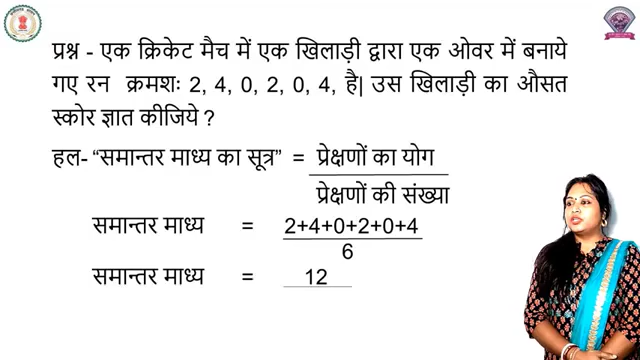 प्रश्न - एक क्रिकेट मैच में एक खिलाड़ी द्वारा एक ओवर में बनाये
गए रन क्रमशः 2, 4, 0, 2, 0, 4, है| उस खिलाड़ी का औसत
स्कोर ज्ञात कीजिये ?
हल- “समान्तर माध्य का सूत्र” = प्रेक्षणों का योग
प्रेक्षणों की संख्या
समान्तर माध्य = 2+4+0+2+0+4
6
समान्तर माध्य = 12